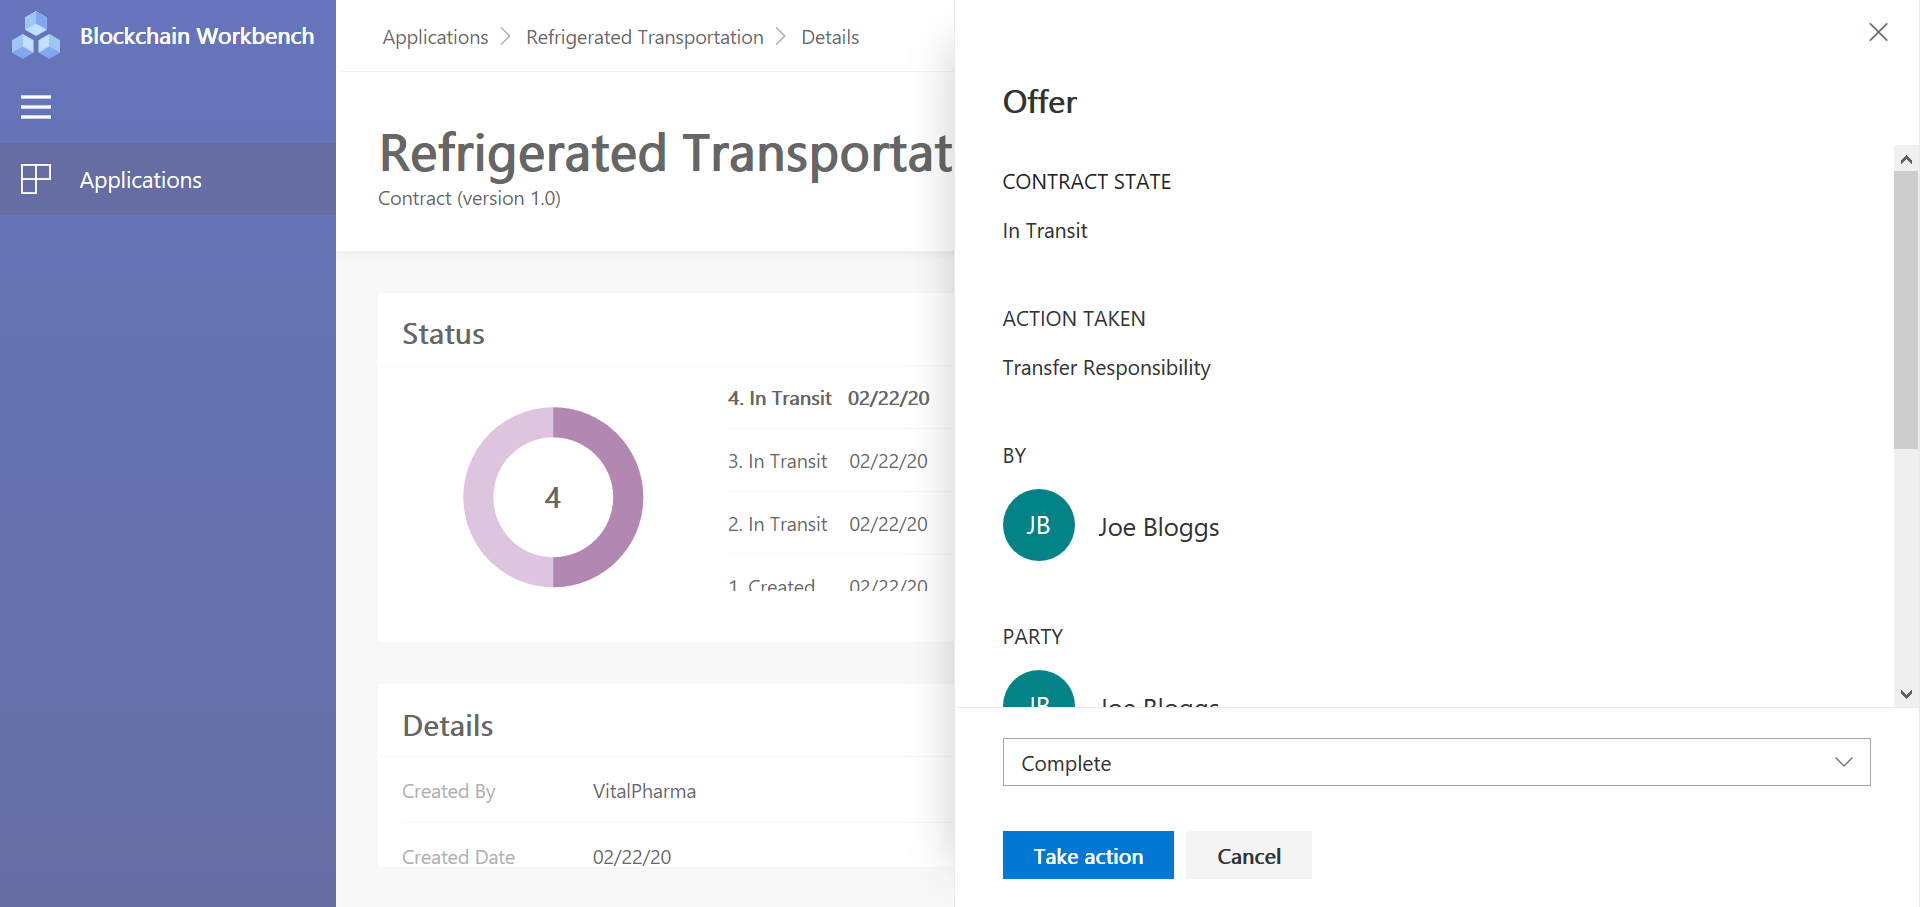 Blockchain Workbench
Applications
Applications > Refrigerated Transportation > Details
Refrigerated Transportat
Contract (version 1.0)
Status
4
4. In Transit 02/22/20
3. In Transit 02/22/20
2. In Transit 02/22/20
1. Created 02/22/20
Details
Created By VitalPharma
Created Date 02/22/20
Offer
CONTRACT STATE
In Transit
ACTION TAKEN
Transfer Responsibility
BY
JB Joe Bloggs
PARTY
JB Joe Bloggs
Complete
Take action Cancel